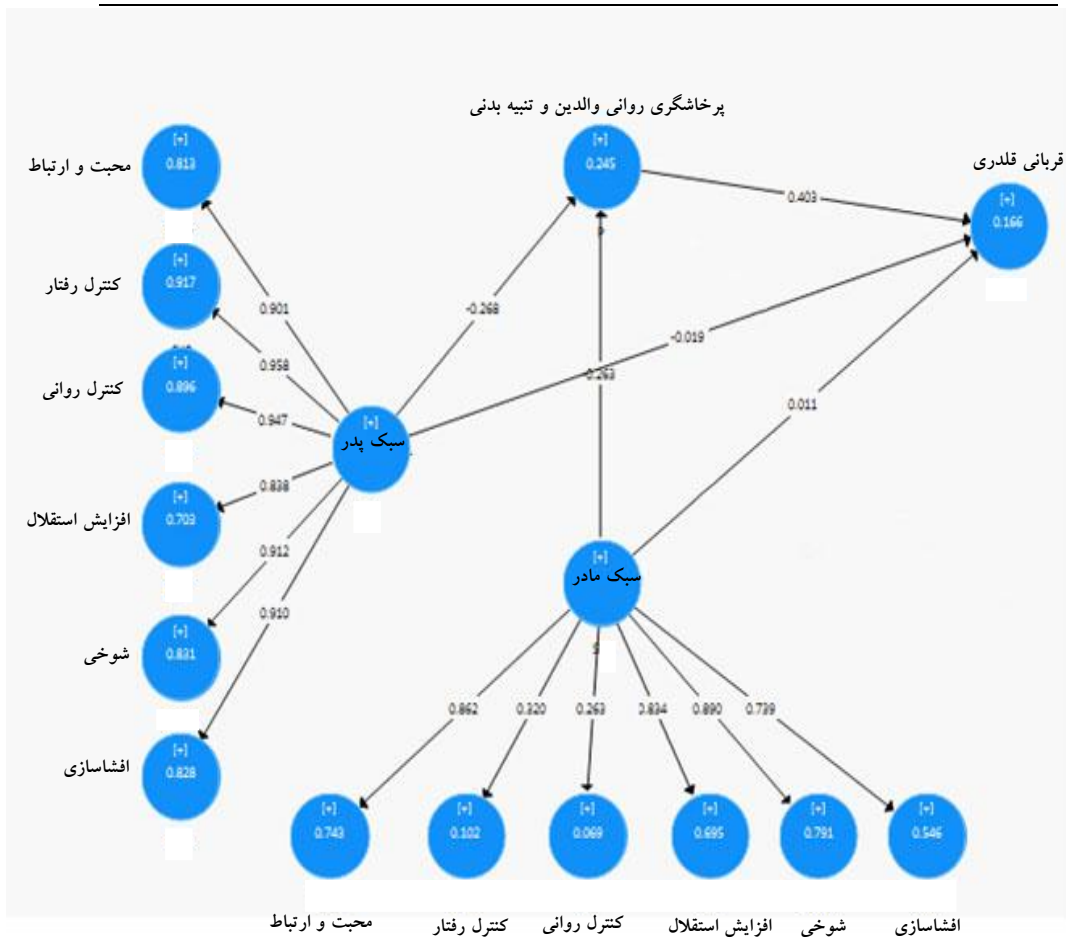 پرخاشگری روانی والدین و تنبیه بدنی
[+]
0.245
قربانی قلدری
[+]
0.166
محبت و ارتباط
[+]
0.813
کنترل رفتار
[+]
0.917
کنترل روانی
[+]
0.896
افزایش استقلال
[+]
0.703
شوخی
[+]
0.831
افشاسازی
[+]
0.828
0.901
0.958
0.947
0.838
0.912
0.910
[+]
سبک پدر
-0.268
0.403
-0.019
-0.263
0.011
[+]
سبک مادر
0.862
0.320
0.263
0.834
0.890
0.739
[+]
0.743
[+]
0.102
[+]
0.069
[+]
0.695
[+]
0.791
[+]
0.546
محبت و ارتباط
کنترل رفتار
کنترل روانی
افزایش استقلال
شوخی
افشاسازی